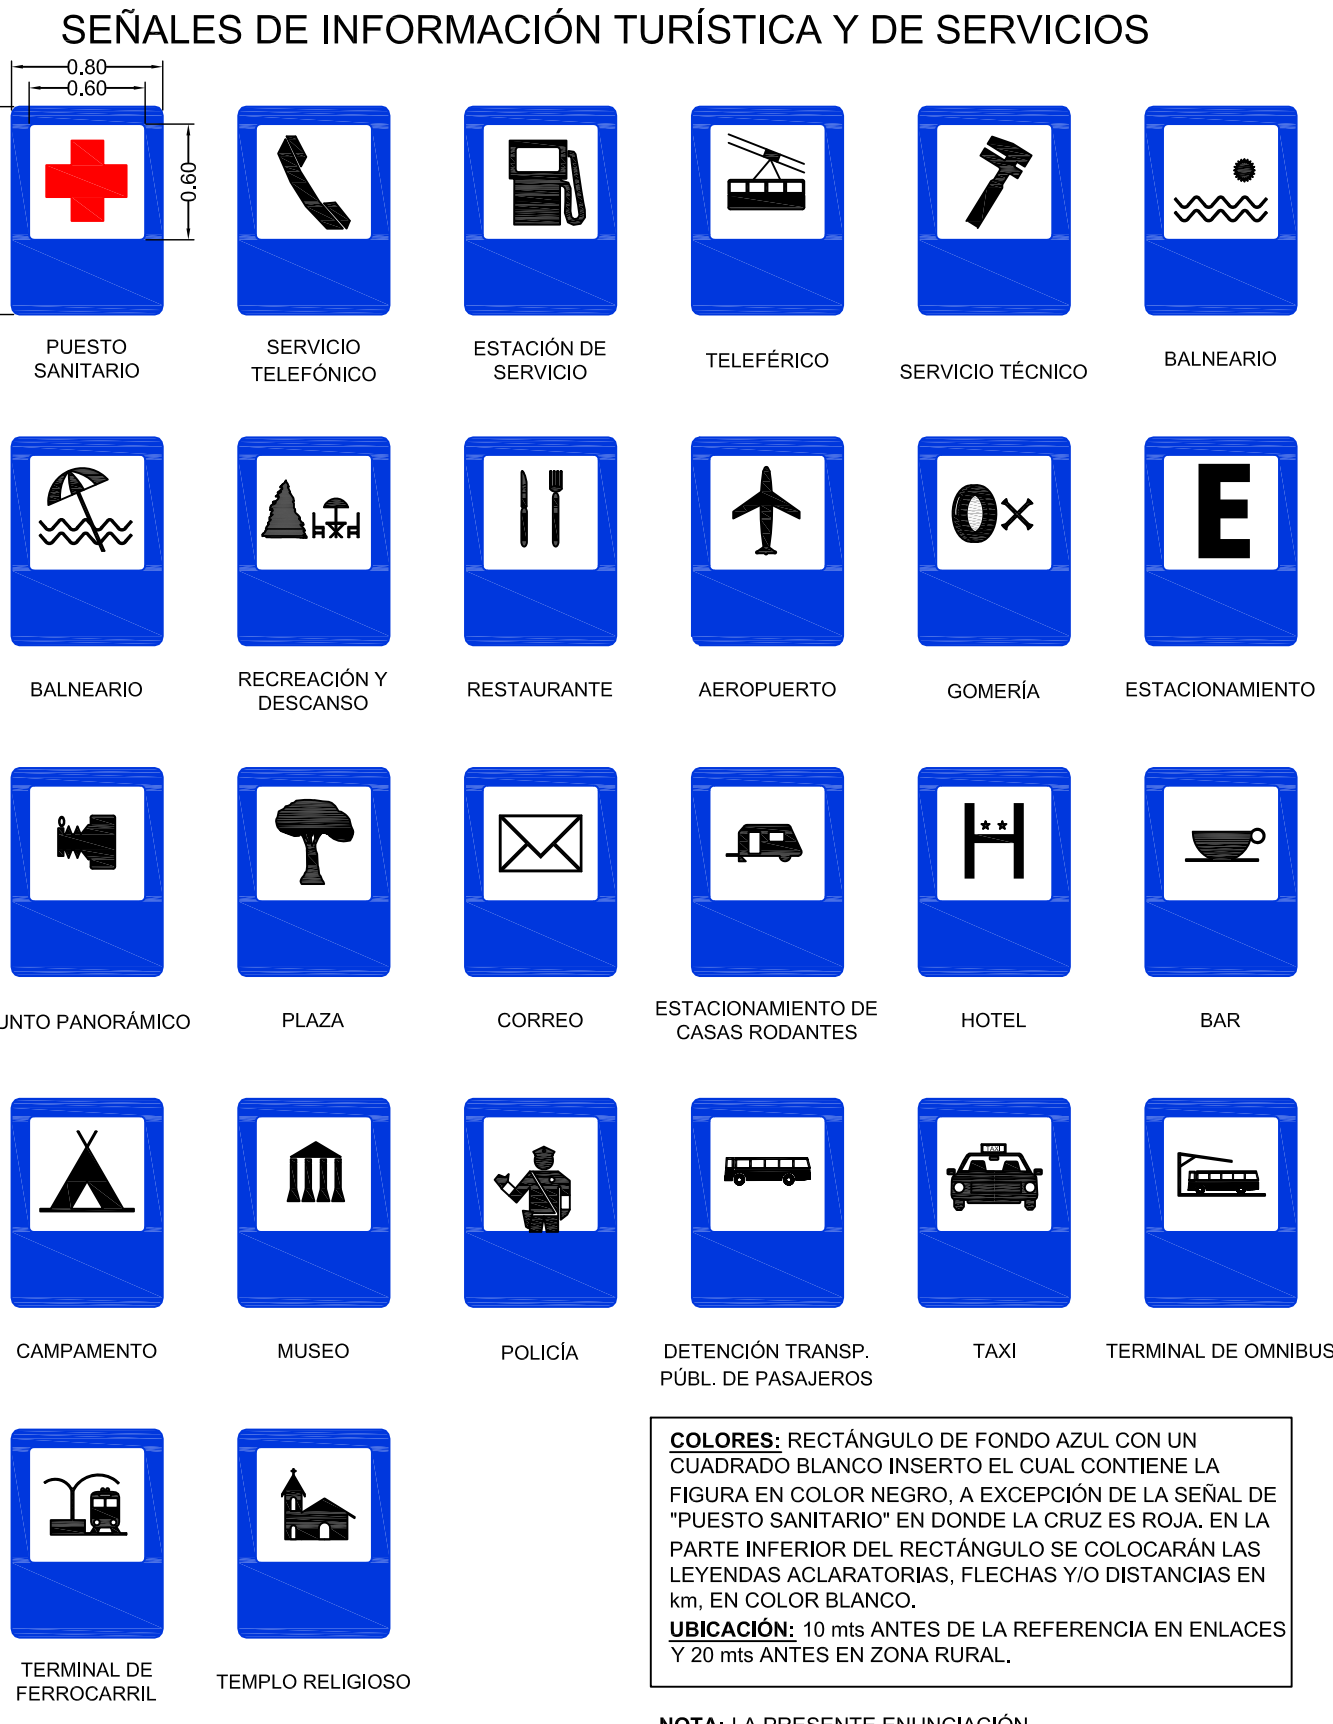 SEÑALES DE INFORMACIÓN TURÍSTICA Y DE SERVICIOS
0.80
0.60
0.60
PUESTO
SANITARIO
SERVICIO
TELEFÓNICO
ESTACIÓN DE
SERVICIO
TELEFÉRICO
SERVICIO TÉCNICO
BALNEARIO
E
BALNEARIO
RECREACIÓN Y
DESCANSO
RESTAURANTE
AEROPUERTO
GOMERÍA
ESTACIONAMIENTO
H
UNTO PANORÁMICO
PLAZA
CORREO
ESTACIONAMIENTO DE
CASAS RODANTES
HOTEL
BAR
TAXI
CAMPAMENTO
MUSEO
POLICÍA
DETENCIÓN TRANSP.
PÚBL. DE PASAJEROS
TAXI
TERMINAL DE OMNIBUS
TERMINAL DE
FERROCARRIL
TEMPLO RELIGIOSO
COLORES: RECTÁNGULO DE FONDO AZUL CON UN
CUADRADO BLANCO INSERTO EL CUAL CONTIENE LA
FIGURA EN COLOR NEGRO, A EXCEPCIÓN DE LA SEÑAL DE
"PUESTO SANITARIO" EN DONDE LA CRUZ ES ROJA. EN LA
PARTE INFERIOR DEL RECTÁNGULO SE COLOCARÁN LAS
LEYENDAS ACLARATORIAS, FLECHAS Y/O DISTANCIAS EN
km, EN COLOR BLANCO.
UBICACIÓN: 10 mts ANTES DE LA REFERENCIA EN ENLACES
Y 20 mts ANTES EN ZONA RURAL.
NOTA: LA PRESENTE ENUNCIACIÓN